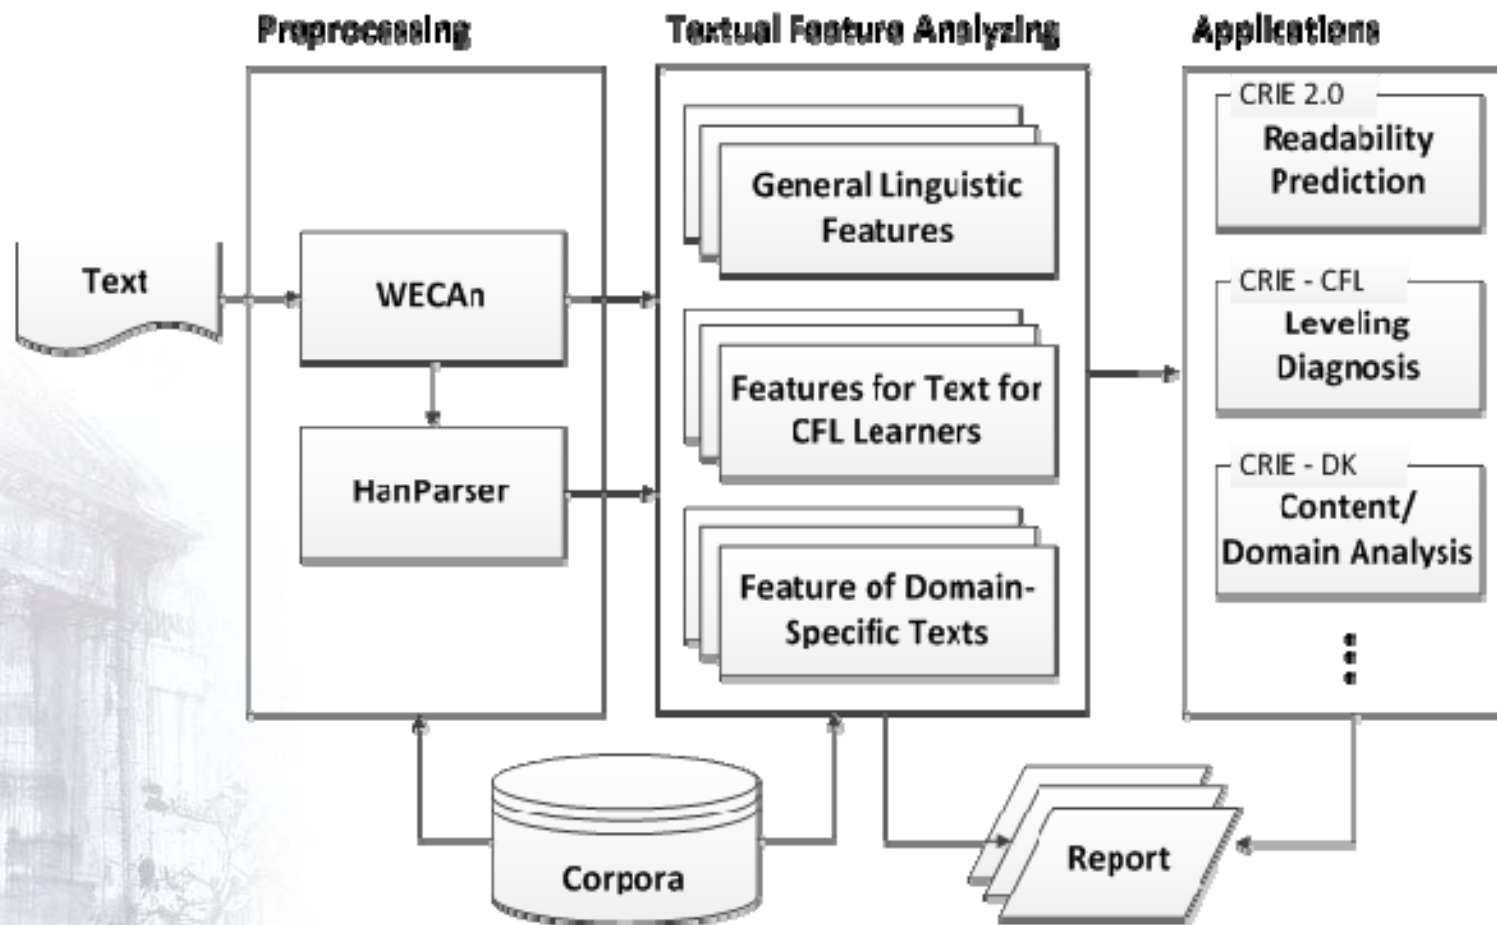 Preprocessing
Textual Feature Analyzing
Applications
Text
WECAn
HanParser
General Linguistic
Features
Features for Text for
CFL Learners
Feature of Domain-
Specific Texts
CRIE 2.0
Readability
Prediction
CRIE - CFL
Leveling
Diagnosis
CRIE - DK
Content/
Domain Analysis
Corpora
Report